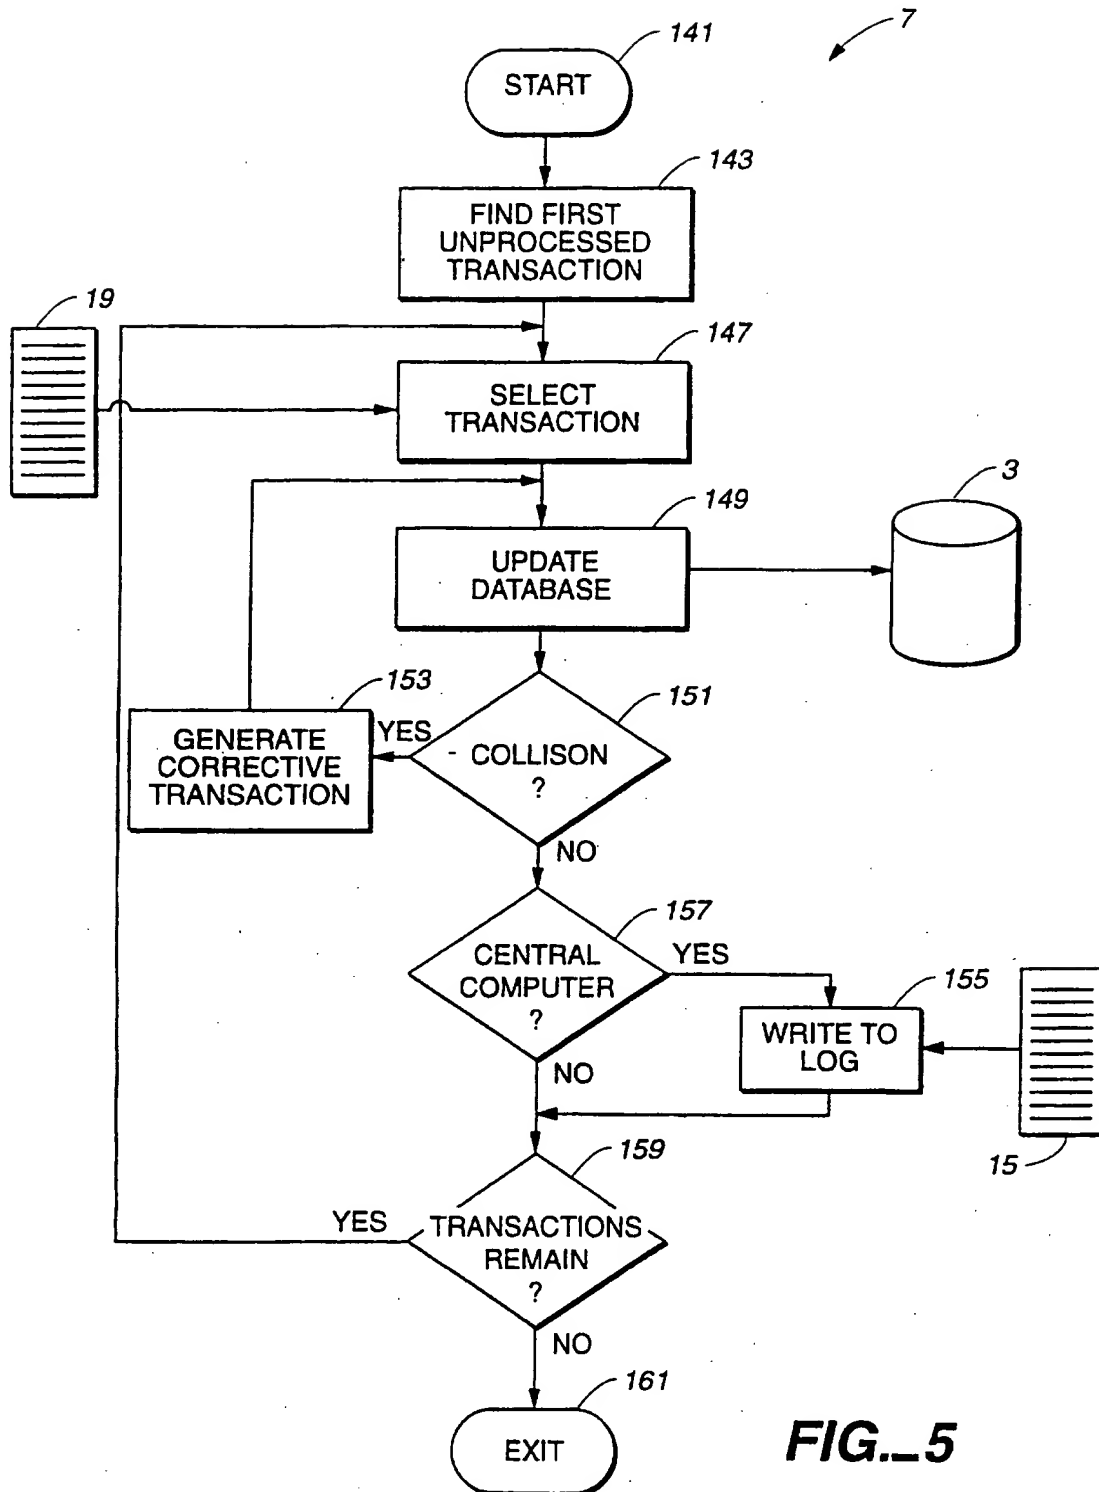 7
141
START
143
FIND FIRST
UNPROCESSED
TRANSACTION
19
147
SELECT
TRANSACTION
3
149
UPDATE
DATABASE
153
151
YES
GENERATE
CORRECTIVE
TRANSACTION
COLLISON
?
NO
157
CENTRAL
COMPUTER
?
YES
155
WRITE TO
LOG
NO
15
159
YES
TRANSACTIONS
REMAIN
?
NO
161
EXIT
FIG._5